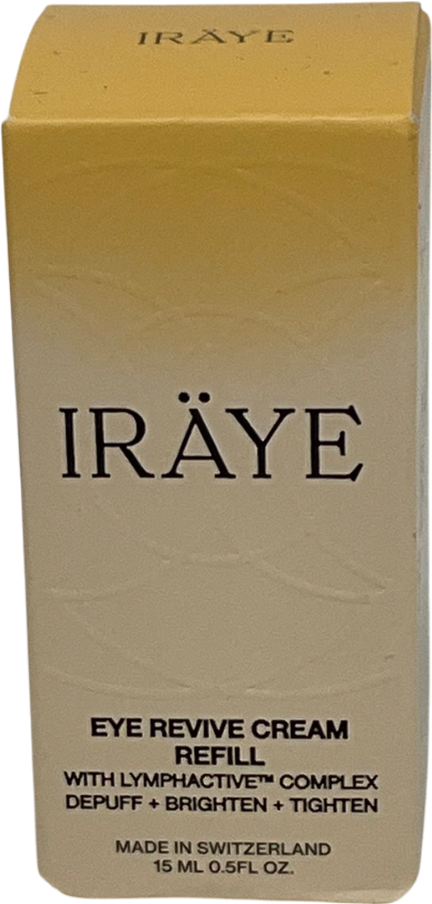 IRÄYE
IRÄYE
EYE REVIVE CREAM
REFILL
WITH LYMPHACTIVE™ COMPLEX
DEPUFF + BRIGHTEN + TIGHTEN
MADE IN SWITZERLAND
15 ML 0.5FL OZ.